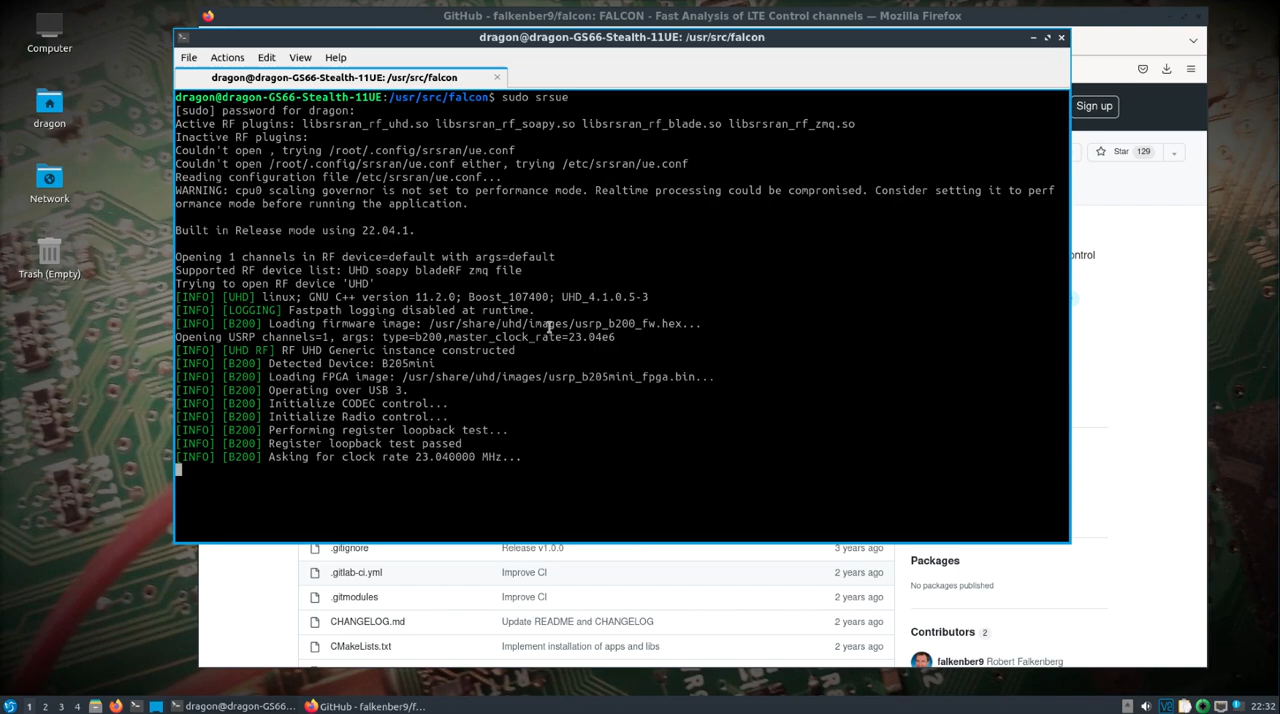 GitHub - falkenber9/falcon: FALCON - Fast Analysis of LTE Control channels — Mozilla Firefox
Computer
dragon
Network
Trash (Empty)
dragon@dragon-GS66-Stealth-11UE: /usr/src/falcon
File Actions Edit View Help
dragon@dragon-GS66-Stealth-11UE: /usr/src/falcon
dragon@dragon-GS66-Stealth-11UE:/usr/src/falcon$ sudo srsue
[sudo] password for dragon:
Active RF plugins: libsrsran_rf_uhd.so libsrsran_rf_soapy.so libsrsran_rf_blade.so libsrsran_rf_zmq.so
Inactive RF plugins:
Couldn't open , trying /root/.config/srsran/ue.conf
Couldn't open /root/.config/srsran/ue.conf either, trying /etc/srsran/ue.conf
Reading configuration file /etc/srsran/ue.conf...
WARNING: cpu0 scaling governor is not set to performance mode. Realtime processing could be compromised. Consider setting it to perf
ormance mode before running the application.
Built in Release mode using 22.04.1.
Opening 1 channels in RF device=default with args=default
Supported RF device list: UHD soapy bladeRF zmq file
Trying to open RF device 'UHD'
[INFO] [UHD] linux; GNU C++ version 11.2.0; Boost_107400; UHD_4.1.0.5-3
[INFO] [LOGGING] Fastpath logging disabled at runtime.
[INFO] [B200] Loading firmware image: /usr/share/uhd/images/usrp_b200_fw.hex...
Opening USRP channels=1, args: type=b200,master_clock_rate=23.04e6
[INFO] [UHD RF] RF UHD Generic instance constructed
[INFO] [B200] Detected Device: B205mini
[INFO] [B200] Loading FPGA image: /usr/share/uhd/images/usrp_b205mini_fpga.bin...
[INFO] [B200] Operating over USB 3.
[INFO] [B200] Initialize CODEC control...
[INFO] [B200] Initialize Radio control...
[INFO] [B200] Performing register loopback test...
[INFO] [B200] Register loopback test passed
[INFO] [B200] Asking for clock rate 23.040000 MHz...
Sign up
Star 129
ontrol
.gitignore Release v1.0.0 3 years ago
.gitlab-ci.yml Improve CI 2 years ago
.gitmodules Improve CI 2 years ago
CHANGELOG.md Update README and CHANGELOG 2 years ago
CMakeLists.txt Implement installation of apps and libs 2 years ago
Packages
No packages published
Contributors 2
falkenber9 Robert Falkenberg
1 2 3 4 dragon@dragon-GS66... GitHub - falkenber9/f... 22:32